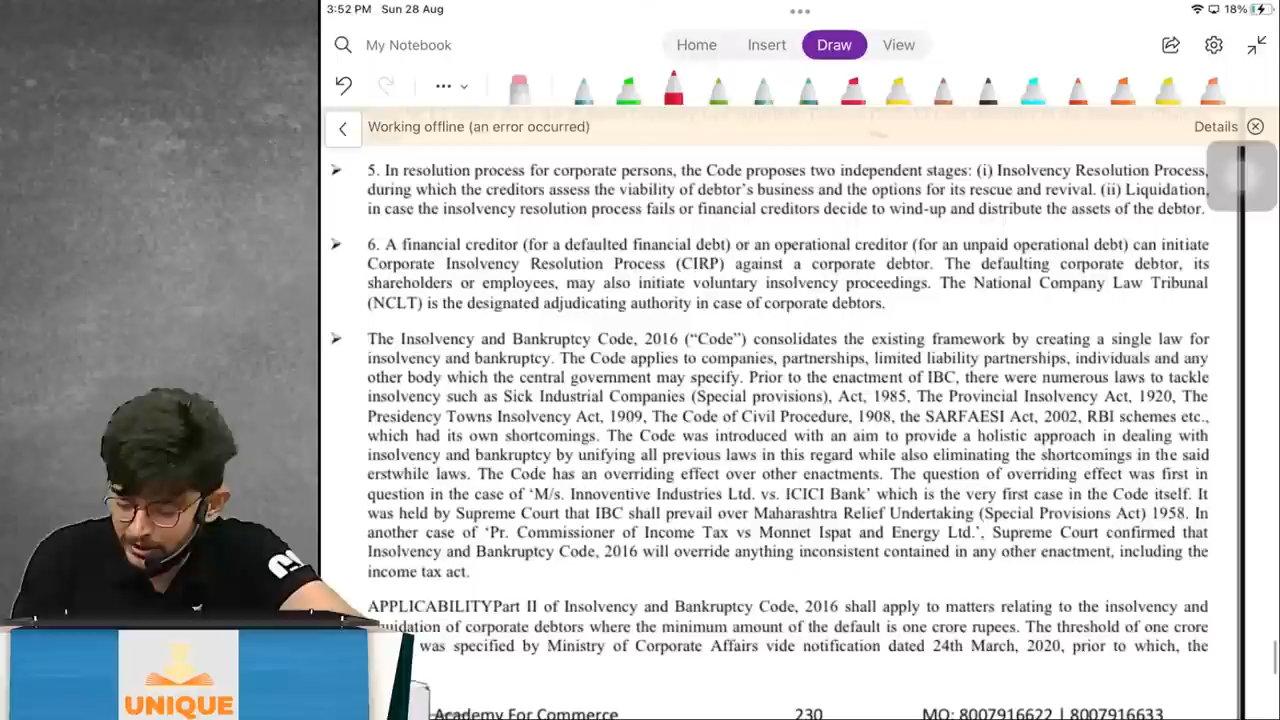 3:52 PM Sun 28 Aug
18%
My Notebook
Home Insert Draw View
Working offline (an error occurred)
Details
5. In resolution process for corporate persons, the Code proposes two independent stages: (i) Insolvency Resolution Process,
during which the creditors assess the viability of debtor's business and the options for its rescue and revival. (ii) Liquidation,
in case the insolvency resolution process fails or financial creditors decide to wind-up and distribute the assets of the debtor.
6. A financial creditor (for a defaulted financial debt) or an operational creditor (for an unpaid operational debt) can initiate
Corporate Insolvency Resolution Process (CIRP) against a corporate debtor. The defaulting corporate debtor, its
shareholders or employees, may also initiate voluntary insolvency proceedings. The National Company Law Tribunal
(NCLT) is the designated adjudicating authority in case of corporate debtors.
The Insolvency and Bankruptcy Code, 2016 (“Code”) consolidates the existing framework by creating a single law for
insolvency and bankruptcy. The Code applies to companies, partnerships, limited liability partnerships, individuals and any
other body which the central government may specify. Prior to the enactment of IBC, there were numerous laws to tackle
insolvency such as Sick Industrial Companies (Special provisions), Act, 1985, The Provincial Insolvency Act, 1920, The
Presidency Towns Insolvency Act, 1909, The Code of Civil Procedure, 1908, the SARFAESI Act, 2002, RBI schemes etc.,
which had its own shortcomings. The Code was introduced with an aim to provide a holistic approach in dealing with
insolvency and bankruptcy by unifying all previous laws in this regard while also eliminating the shortcomings in the said
erstwhile laws. The Code has an overriding effect over other enactments. The question of overriding effect was first in
question in the case of ‘M/s. Innoventive Industries Ltd. vs. ICICI Bank’ which is the very first case in the Code itself. It
was held by Supreme Court that IBC shall prevail over Maharashtra Relief Undertaking (Special Provisions Act) 1958. In
another case of ‘Pr. Commissioner of Income Tax vs Monnet Ispat and Energy Ltd.’, Supreme Court confirmed that
Insolvency and Bankruptcy Code, 2016 will override anything inconsistent contained in any other enactment, including the
income tax act.
APPLICABILITYPart II of Insolvency and Bankruptcy Code, 2016 shall apply to matters relating to the insolvency and
uidation of corporate debtors where the minimum amount of the default is one crore rupees. The threshold of one crore
was specified by Ministry of Corporate Affairs vide notification dated 24th March, 2020, prior to which, the
Academy For Commerce 230 MO: 8007916622 | 8007916633
UNIQUE